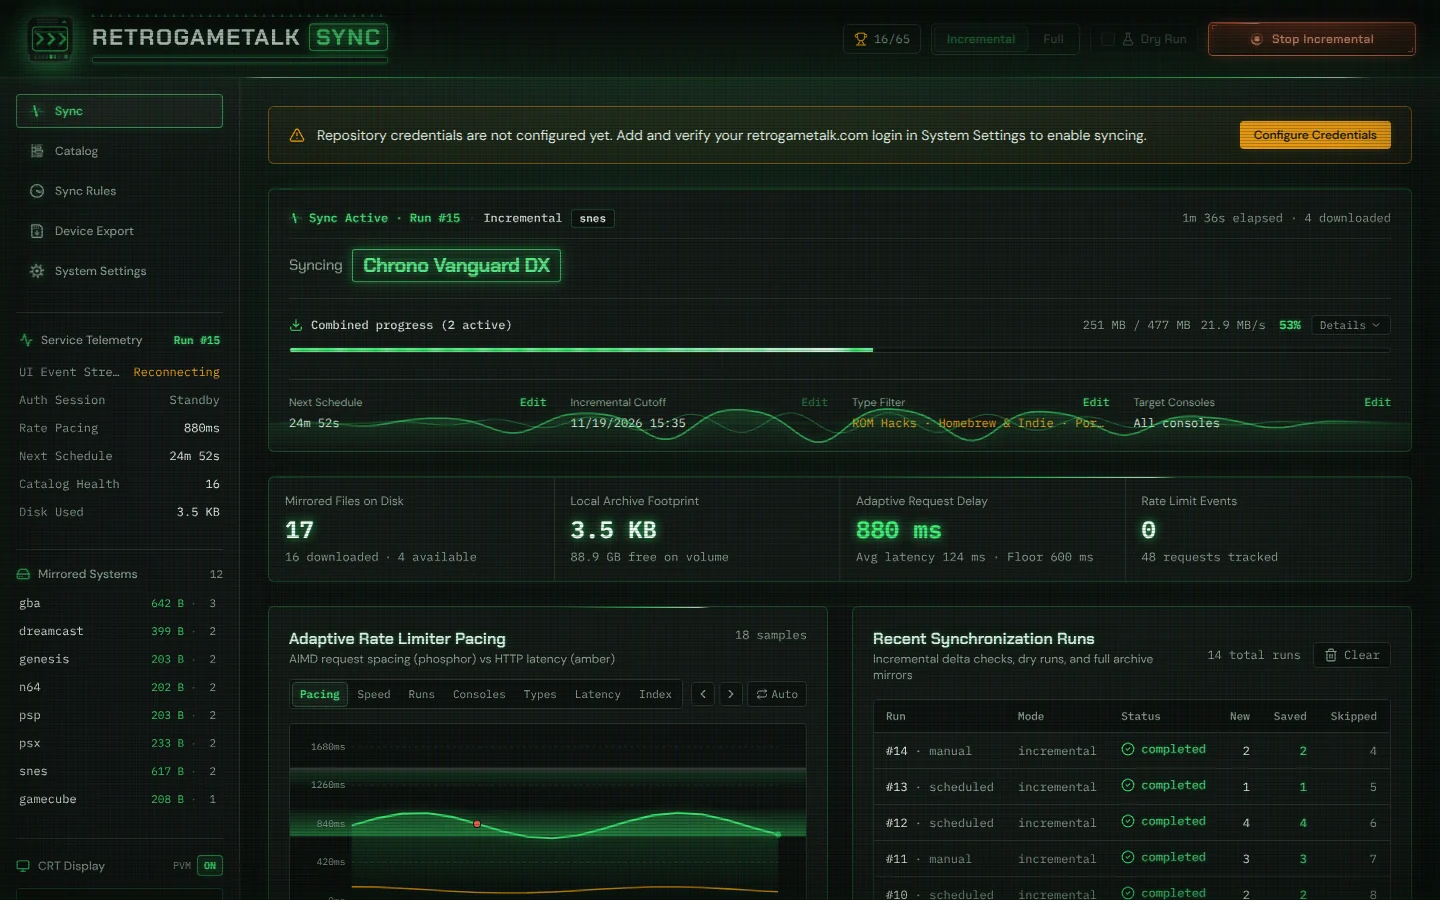 RETROGAMETALK SYNC
16/65
Incremental Full
Dry Run
Stop Incremental
Sync
Catalog
Sync Rules
Device Export
System Settings
Service Telemetry Run #15
UI Event Stre… Reconnecting
Auth Session Standby
Rate Pacing 880ms
Next Schedule 24m 52s
Catalog Health 16
Disk Used 3.5 KB
Mirrored Systems 12
gba 642 B · 3
dreamcast 399 B · 2
genesis 203 B · 2
n64 202 B · 2
psp 203 B · 2
psx 233 B · 2
snes 617 B · 2
gamecube 208 B · 1
CRT Display PVM ON
Repository credentials are not configured yet. Add and verify your retrogametalk.com login in System Settings to enable syncing.
Configure Credentials
Sync Active · Run #15 · Incremental snes
1m 36s elapsed · 4 downloaded
Syncing Chrono Vanguard DX
Combined progress (2 active)
251 MB / 477 MB 21.9 MB/s 53% Details
Next Schedule Edit
24m 52s
Incremental Cutoff Edit
11/19/2026 15:35
Type Filter Edit
ROM Hacks · Homebrew & Indie · Por…
Target Consoles Edit
All consoles
Mirrored Files on Disk
17
16 downloaded · 4 available
Local Archive Footprint
3.5 KB
88.9 GB free on volume
Adaptive Request Delay
880 ms
Avg latency 124 ms · Floor 600 ms
Rate Limit Events
0
48 requests tracked
Adaptive Rate Limiter Pacing
18 samples
AIMD request spacing (phosphor) vs HTTP latency (amber)
Pacing Speed Runs Consoles Types Latency Index
Auto
1680ms
1260ms
840ms
420ms
0ms
Recent Synchronization Runs
Incremental delta checks, dry runs, and full archive
mirrors
14 total runs
Clear
Run Mode Status New Saved Skipped
#14 · manual incremental completed 2 2 4
#13 · scheduled incremental completed 1 1 5
#12 · scheduled incremental completed 4 4 6
#11 · manual incremental completed 3 3 7
#10 · scheduled incremental completed 2 2 8